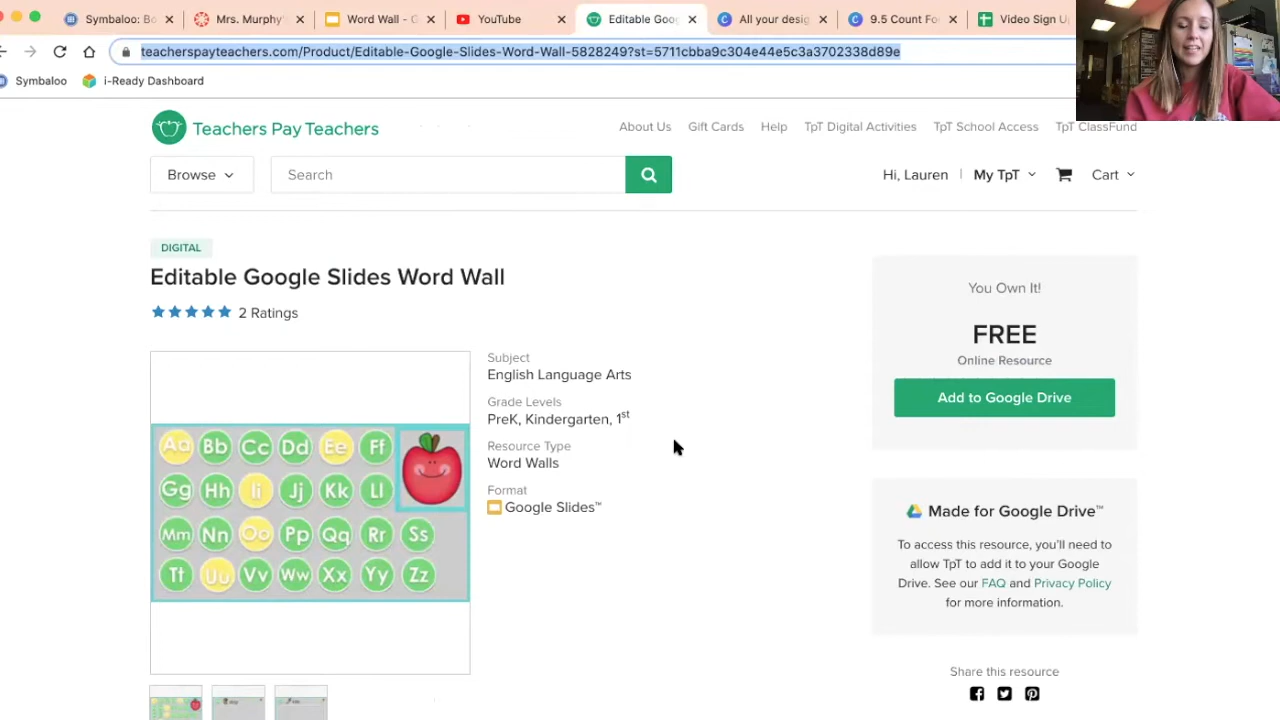 Symbaloo: Bo
Mrs. Murphy'
Word Wall - G
YouTube
Editable Goo
All your desig
9.5 Count Fo
Video Sign U
teacherspayteachers.com/Product/Editable-Google-Slides-Word-Wall-5828249?st=5711cbba9c304e44e5c3a3702338d89e
Symbaloo
i-Ready Dashboard
Teachers Pay Teachers
About Us Gift Cards Help TpT Digital Activities TpT School Access TpT ClassFund
Browse
Search
Hi, Lauren | My TpT
Cart
DIGITAL
Editable Google Slides Word Wall
2 Ratings
Subject
English Language Arts
Grade Levels
PreK, Kindergarten, 1st
Resource Type
Word Walls
Format
Google Slides™
Aa Bb Cc Dd Ee Ff
Gg Hh Ii Jj Kk Ll
Mm Nn Oo Pp Qq Rr Ss
Tt Uu Vv Ww Xx Yy Zz
You Own It!
FREE
Online Resource
Add to Google Drive
Made for Google Drive™
To access this resource, you'll need to
allow TpT to add it to your Google
Drive. See our FAQ and Privacy Policy
for more information.
Share this resource